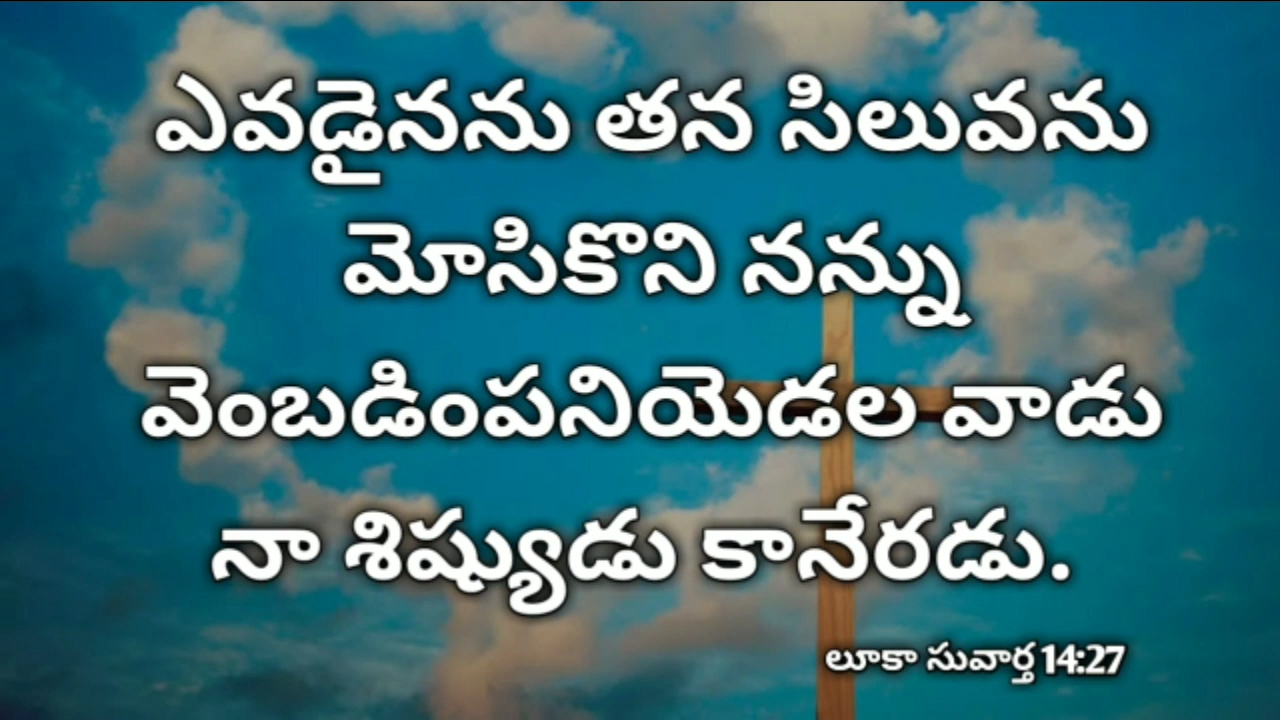 ఎవడైనను తన సిలువను
మోసికొని నన్ను
వెంబడింపనియెడల వాడు
నా శిష్యుడు కానేరడు.
లూకా సువార్త 14:27